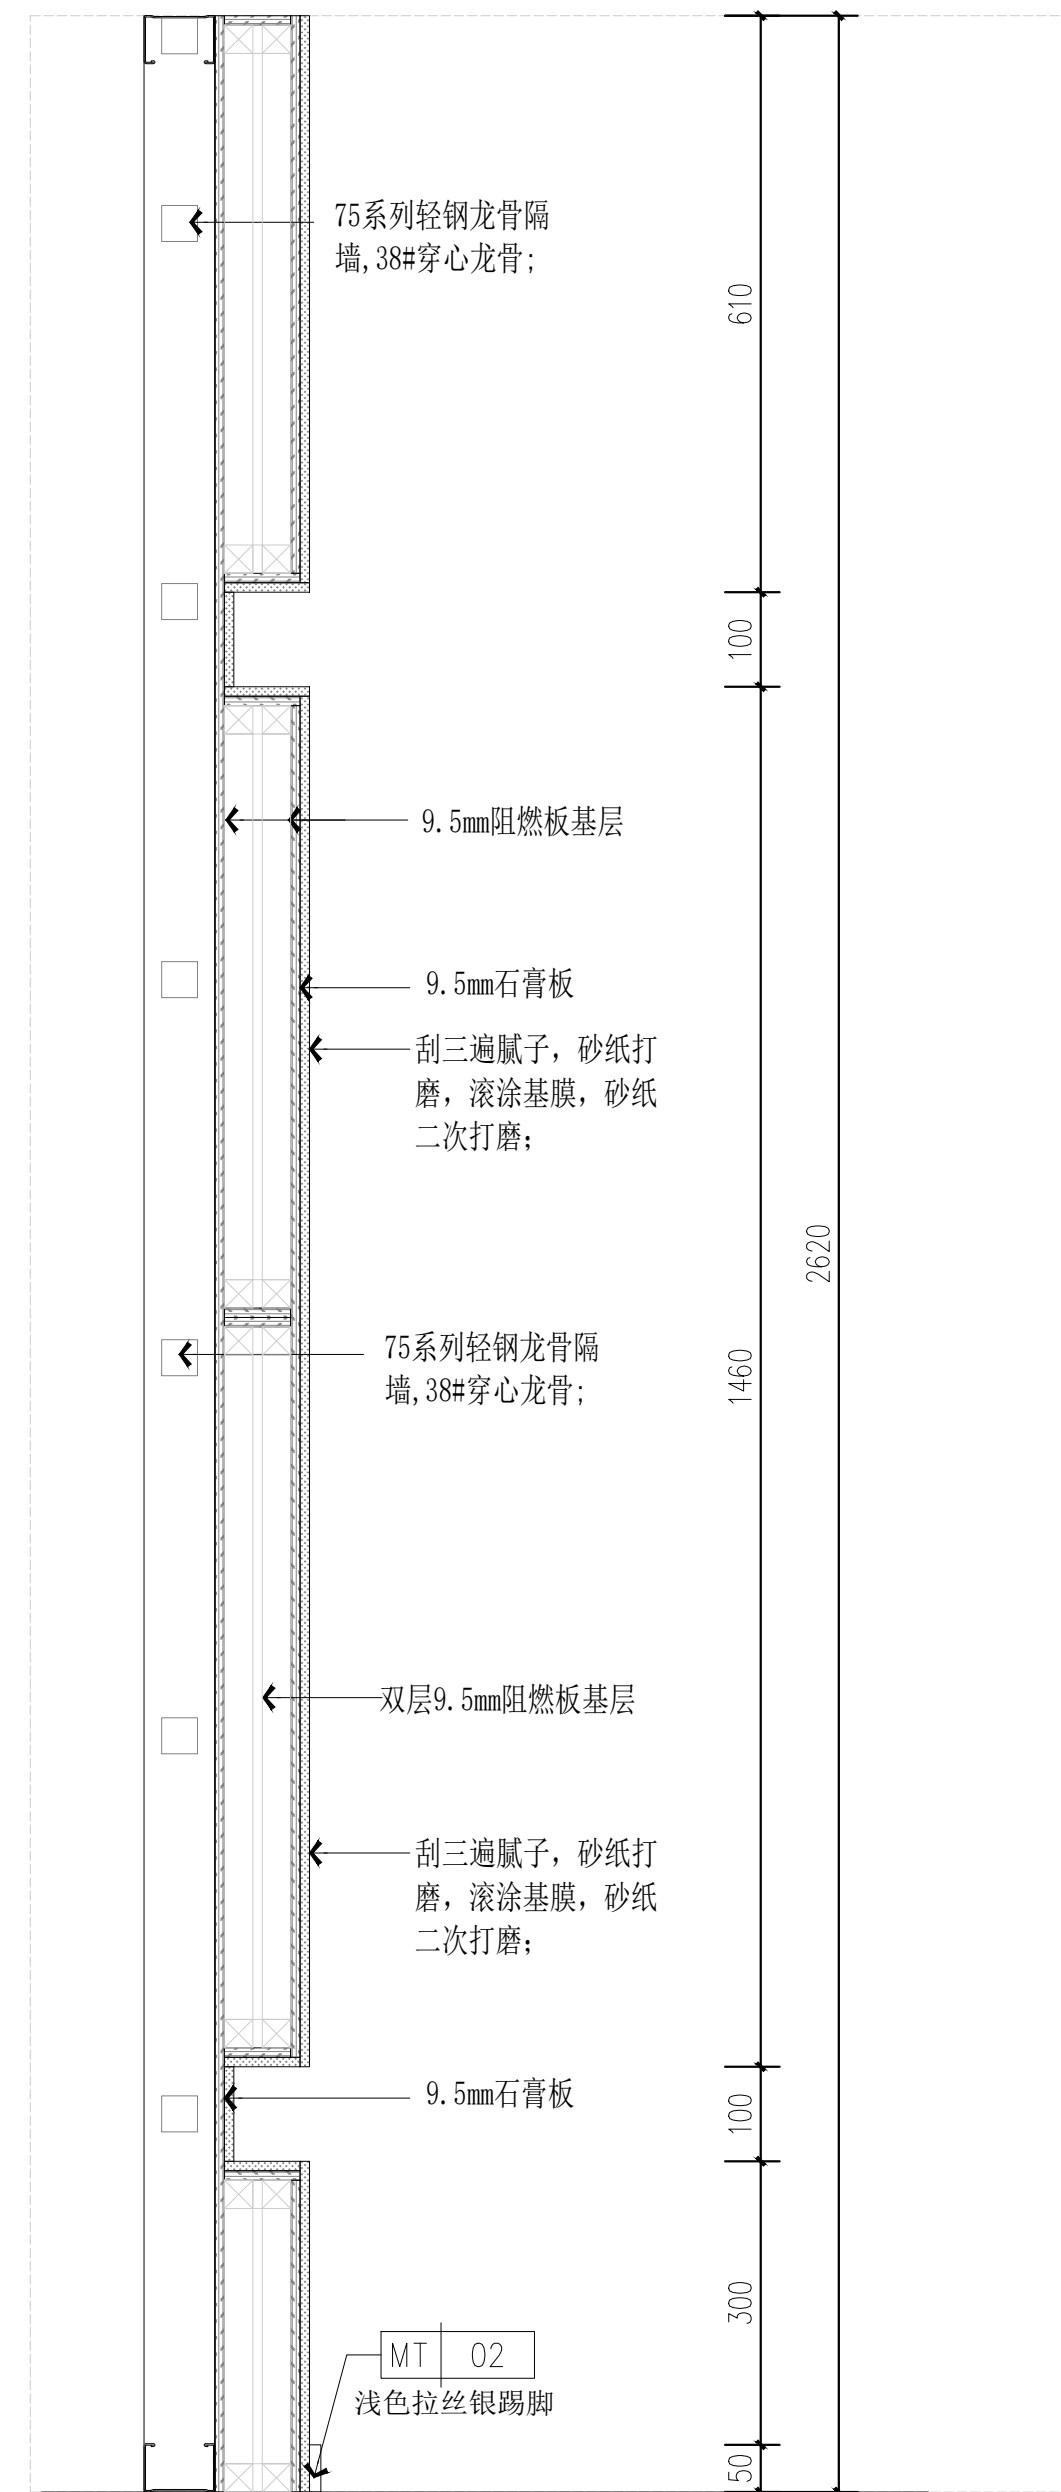 75系列轻钢龙骨隔
墙,38#穿心龙骨;
610
100
9.5mm阻燃板基层
9.5mm石膏板
刮三遍腻子，砂纸打
磨，滚涂基膜，砂纸
二次打磨；
2620
75系列轻钢龙骨隔
墙,38#穿心龙骨;
1460
双层9.5mm阻燃板基层
刮三遍腻子，砂纸打
磨，滚涂基膜，砂纸
二次打磨；
9.5mm石膏板
100
300
MT 02
浅色拉丝银踢脚
50